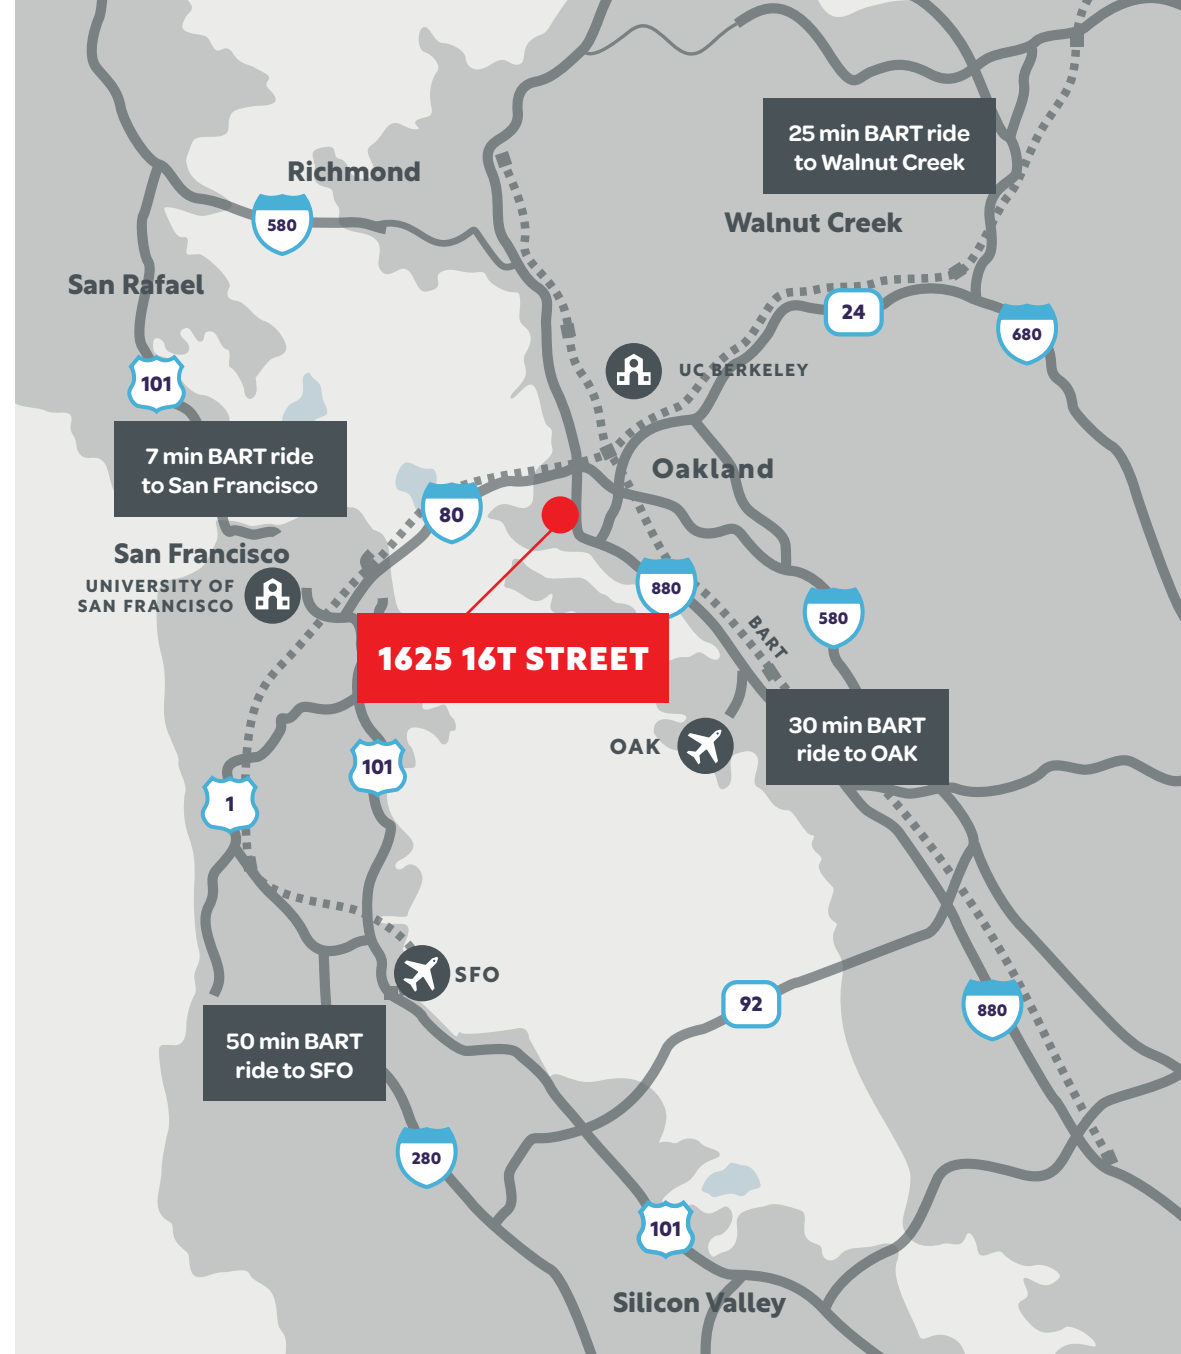 25 min BART ride
to Walnut Creek
Richmond
580
Walnut Creek
San Rafael
24
680
101
UC BERKELEY
7 min BART ride
to San Francisco
Oakland
80
San Francisco
UNIVERSITY OF
SAN FRANCISCO
880
580
BART
1625 16T STREET
30 min BART
ride to OAK
OAK
101
1
SFO
92
880
50 min BART
ride to SFO
280
101
Silicon Valley